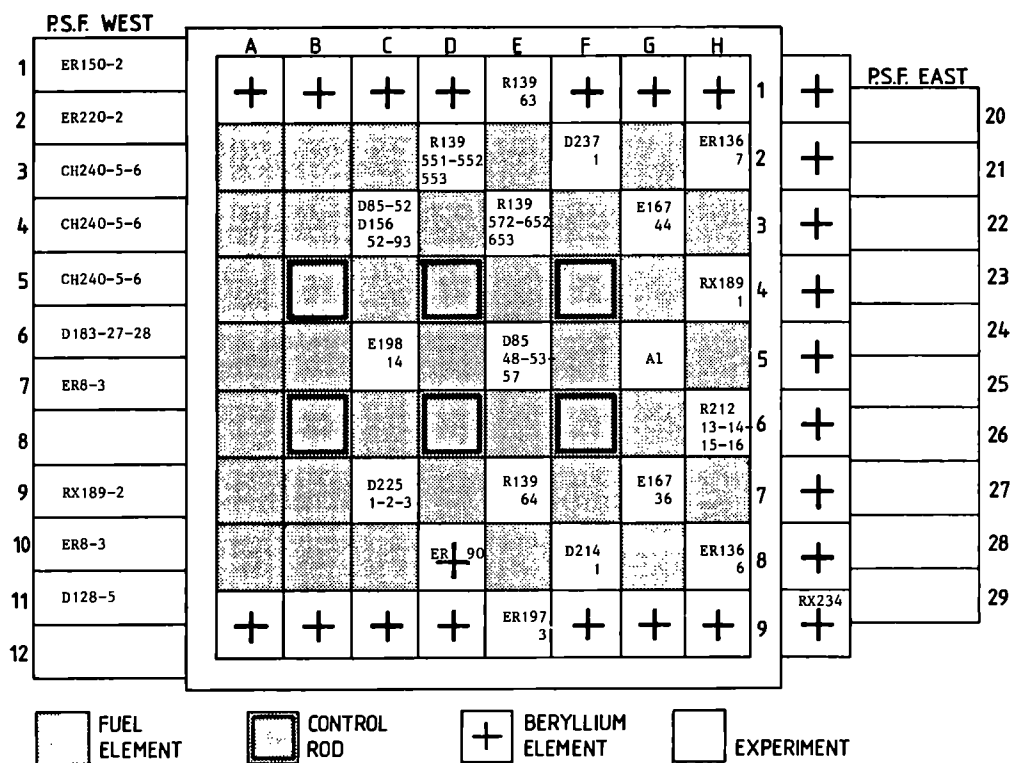 P.S.F. WEST
A B C D E F G H
P.S.F. EAST
1 ER150-2
2 ER220-2
3 CH240-5-6
4 CH240-5-6
5 CH240-5-6
6 D183-27-28
7 ER8-3
8
9 RX189-2
10 ER8-3
11 D128-5
12
R139
63
1
R139
551-552
553
D237
1
ER136
7
2
D85-52
D156
52-93
R139
572-652
653
E167
44
3
RX189
1
4
E198
14
D85
48-53-
57
Al
5
R212
13-14-
15-16
6
D225
1-2-3
R139
64
E167
36
7
ER 90
D214
1
ER136
6
8
ER197
3
9
RX234
20
21
22
23
24
25
26
27
28
29
FUEL
ELEMENT
CONTROL
ROD
BERYLLIUM
ELEMENT
EXPERIMENT